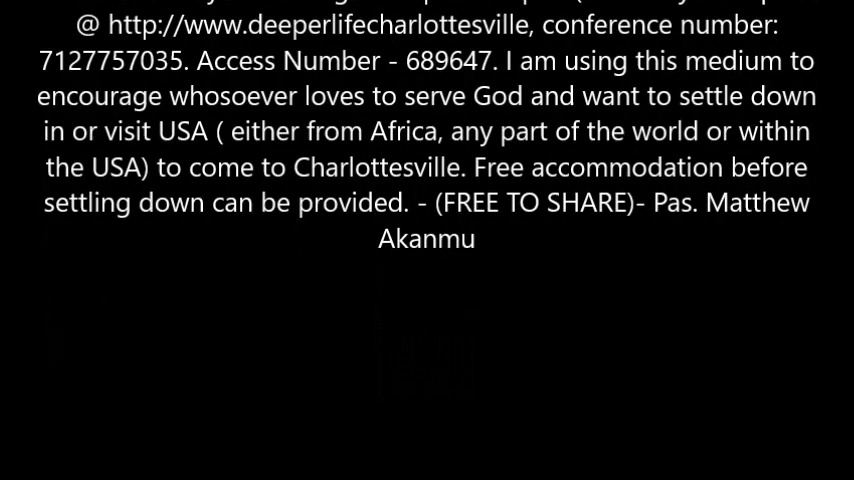 @ http://www.deeperlifecharlottesville, conference number:
7127757035. Access Number - 689647. I am using this medium to
encourage whosoever loves to serve God and want to settle down
in or visit USA ( either from Africa, any part of the world or within
the USA) to come to Charlottesville. Free accommodation before
settling down can be provided. - (FREE TO SHARE)- Pas. Matthew
Akanmu